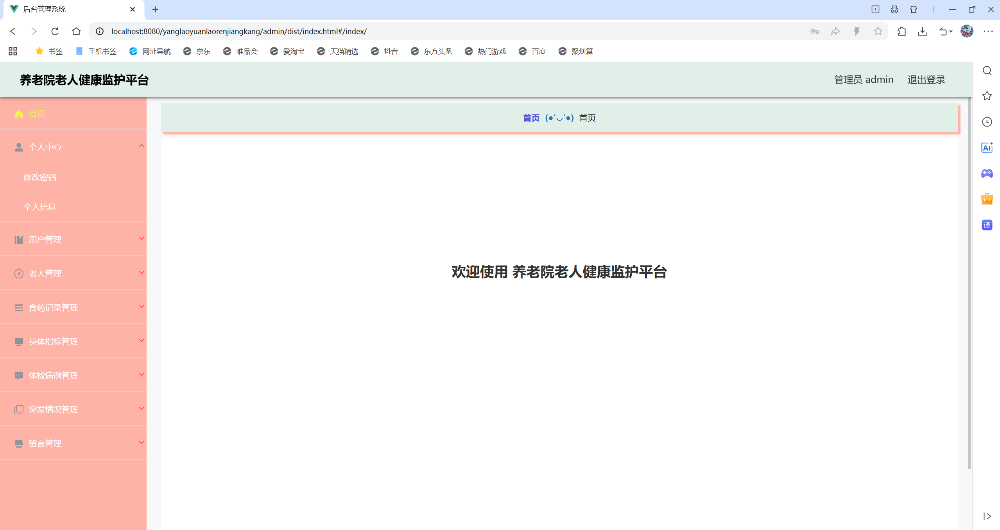 后台管理系统
1
localhost:8080/yanglaoyuanlaorenjiangkang/admin/dist/index.html#/index/
书签 手机书签 网址导航 京东 唯品会 爱淘宝 天猫精选 抖音 东方头条 热门游戏 百度 聚划算
养老院老人健康监护平台
管理员 admin 退出登录
首页
个人中心
修改密码
个人信息
用户管理
老人管理
食药记录管理
身体指标管理
体检病例管理
突发情况管理
留言管理
首页 (●'◡'●) 首页
欢迎使用 养老院老人健康监护平台
Ai
译